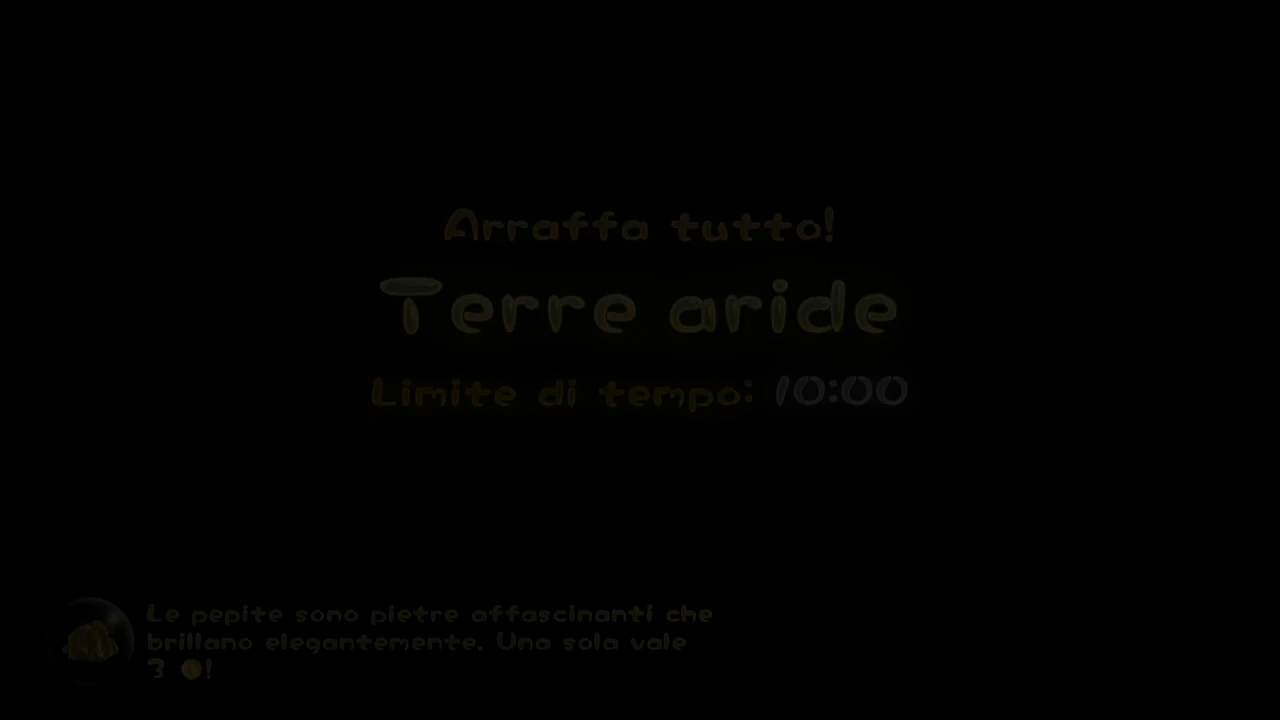 Arraffa tutto!
Terre aride
Limite di tempo: 10:00
Le pepite sono pietre affascinanti che
brillano elegantemente. Una sola vale
3 !